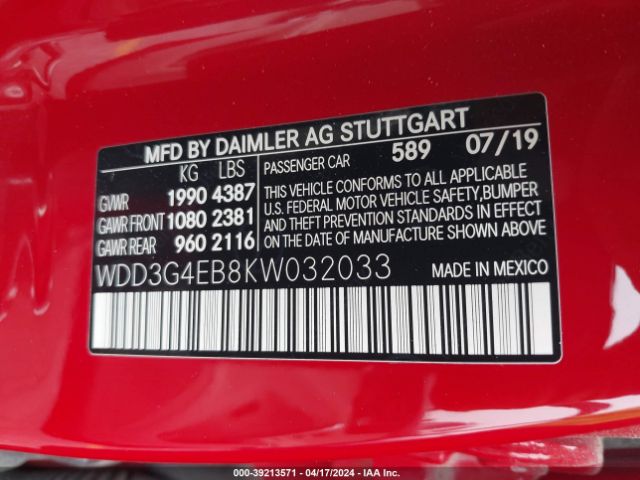 MFD BY DAIMLER AG STUTTGART
KG LBS
GVWR 1990 4387
GAWR FRONT 1080 2381
GAWR REAR 960 2116
PASSENGER CAR 589 07/19
THIS VEHICLE CONFORMS TO ALL APPLICABLE
U.S. FEDERAL MOTOR VEHICLE SAFETY, BUMPER
AND THEFT PREVENTION STANDARDS IN EFFECT
ON THE DATE OF MANUFACTURE SHOWN ABOVE.
WDD3G4EB8KW032033
MADE IN MEXICO
000-39213571 - 04/17/2024 - IAA Inc.